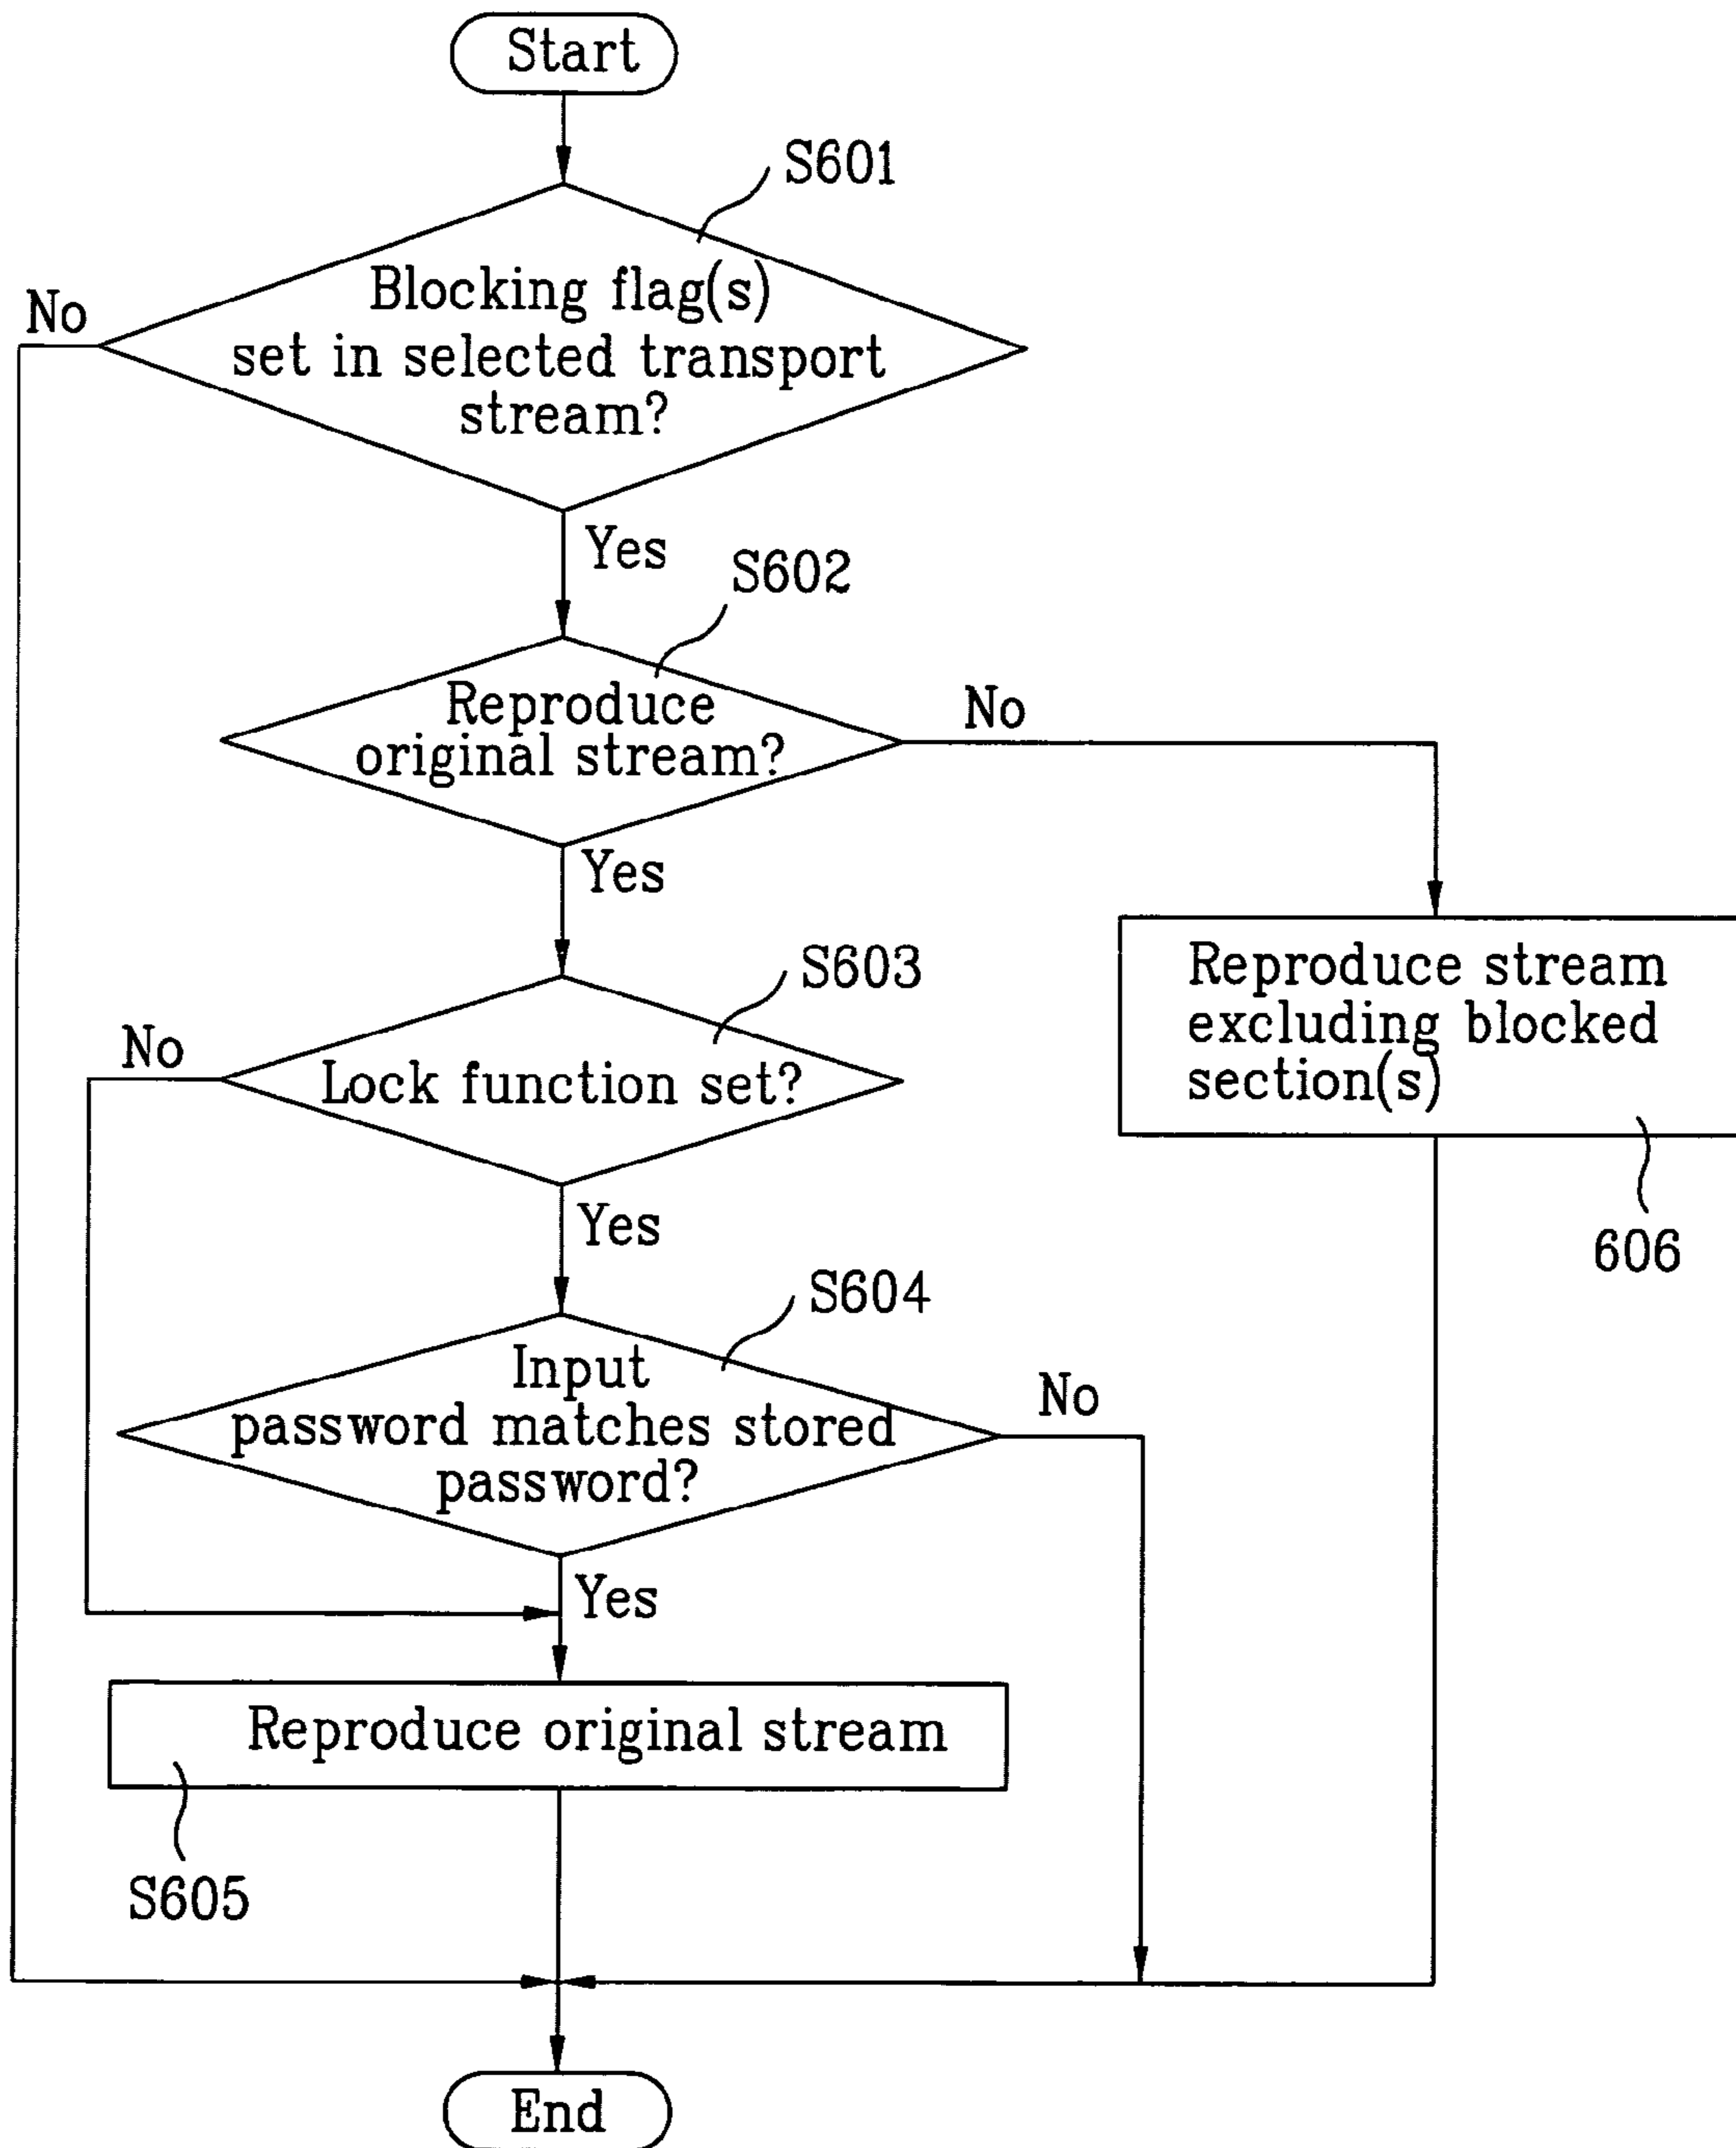 Start
S601
Blocking flag(s)
set in selected transport
stream?
No
Yes
S602
Reproduce
original stream?
No
Yes
S603
Lock function set?
No
Reproduce stream
excluding blocked
section(s)
606
Yes
S604
Input
password matches stored
password?
No
Yes
Reproduce original stream
S605
End